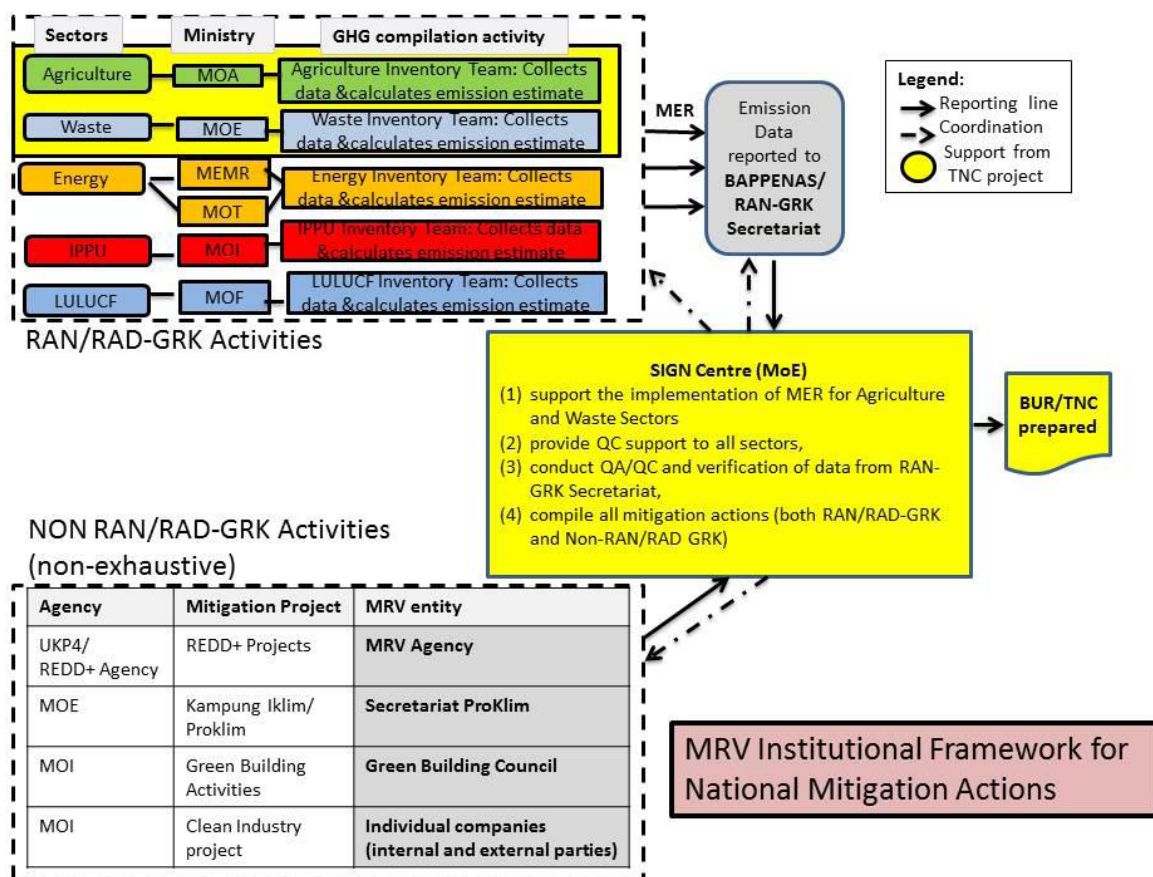 Sectors Ministry GHG compilation activity
Agriculture MOA Agriculture Inventory Team: Collects
data &calculates emission estimate
Waste MOE Waste Inventory Team: Collects
data &calculates emission estimate
Energy MEMR Energy Inventory Team: Collects
MOT data &calculates emission estimate
IPPU MOI IPPU Inventory Team: Collects data
&calculates emission estimate
LULUCF MOF LULUCF Inventory Team: Collects
data &calculates emission estimate
RAN/RAD-GRK Activities
MER
Emission
Data
reported to
BAPPENAS/
RAN-GRK
Secretariat
Legend:
Reporting line
Coordination
Support from
TNC project
SIGN Centre (MoE)
(1) support the implementation of MER for Agriculture
and Waste Sectors
(2) provide QC support to all sectors,
(3) conduct QA/QC and verification of data from RAN-
GRK Secretariat,
(4) compile all mitigation actions (both RAN/RAD-GRK
and Non-RAN/RAD GRK)
BUR/TNC
prepared
NON RAN/RAD-GRK Activities
(non-exhaustive)
Agency Mitigation Project MRV entity
UKP4/ REDD+ Projects MRV Agency
REDD+ Agency
MOE Kampung Iklim/ Secretariat ProKlim
Proklim
MOI Green Building Green Building Council
Activities
MOI Clean Industry Individual companies
project (internal and external parties)
MRV Institutional Framework for
National Mitigation Actions